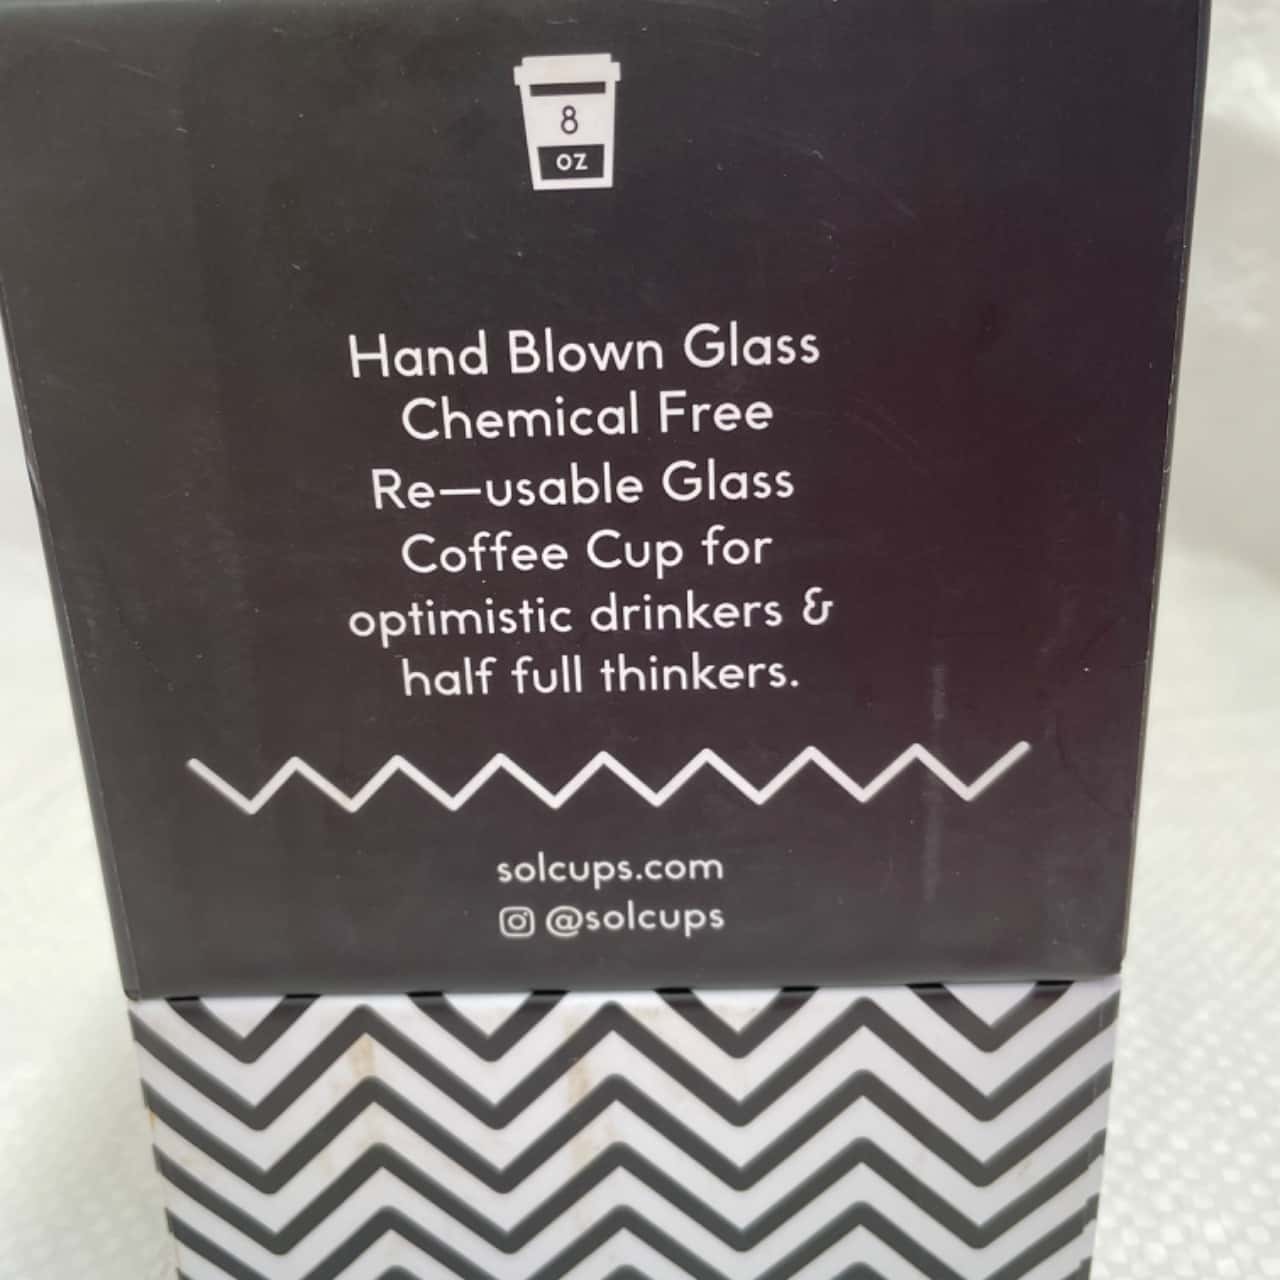 8
OZ
Hand Blown Glass
Chemical Free
Re—usable Glass
Coffee Cup for
optimistic drinkers &
half full thinkers.
solcups.com
@solcups